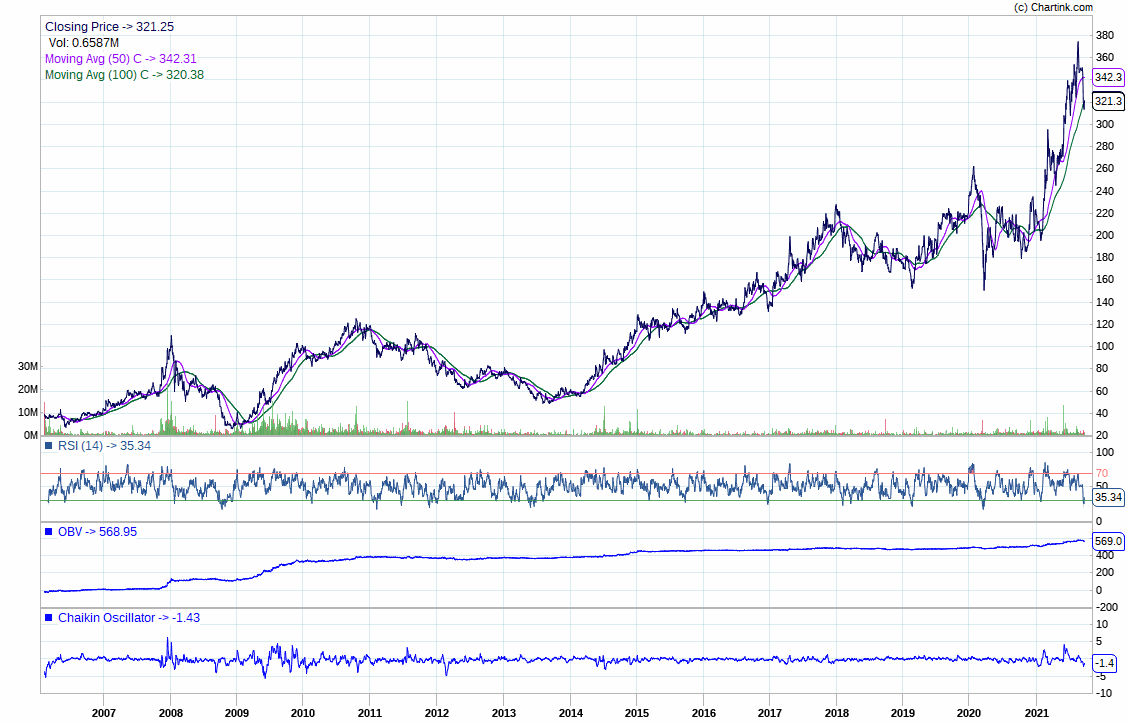 (c) Chartink.com
Closing Price -> 321.25
Vol: 0.6587M
Moving Avg (50) C -> 342.31
Moving Avg (100) C -> 320.38
380
360
342.3
321.3
300
280
260
240
220
200
180
160
140
120
100
80
60
40
20
30M
20M
10M
0M
RSI (14) -> 35.34
100
70
50
35.34
0
OBV -> 568.95
569.0
400
200
0
-200
Chaikin Oscillator -> -1.43
10
5
-1.4
-5
-10
2007 2008 2009 2010 2011 2012 2013 2014 2015 2016 2017 2018 2019 2020 2021